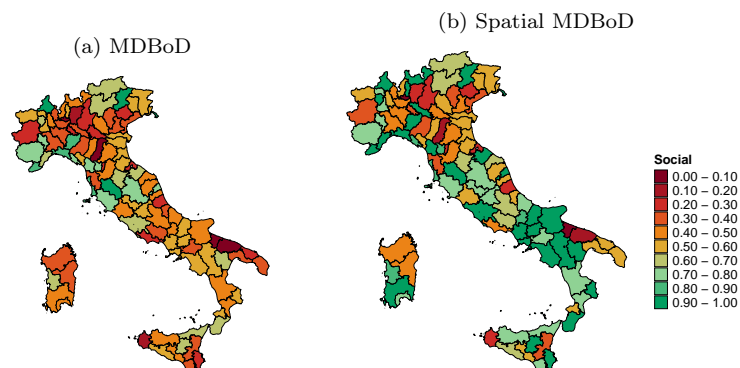 (a) MDBoD
(b) Spatial MDBoD
Social
0.00 – 0.10
0.10 – 0.20
0.20 – 0.30
0.30 – 0.40
0.40 – 0.50
0.50 – 0.60
0.60 – 0.70
0.70 – 0.80
0.80 – 0.90
0.90 – 1.00